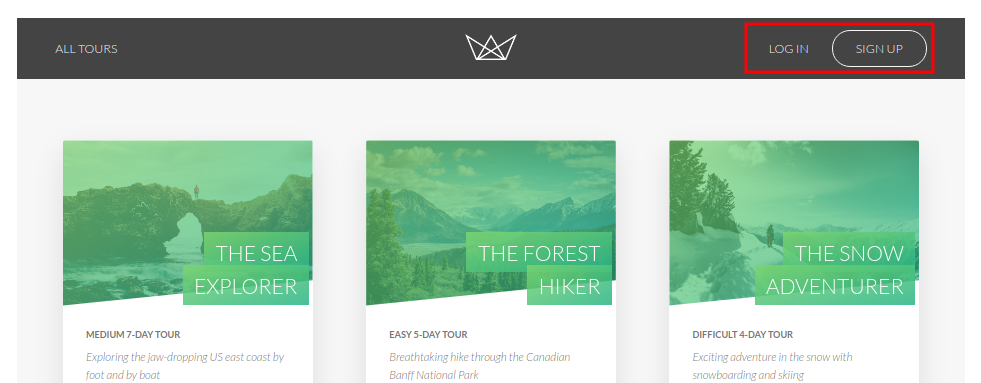 ALL TOURS
LOG IN
SIGN UP
THE SEA
EXPLORER
MEDIUM 7-DAY TOUR
Exploring the jaw-dropping US east coast by
foot and by boat
THE FOREST
HIKER
EASY 5-DAY TOUR
Breathtaking hike through the Canadian
Banff National Park
THE SNOW
ADVENTURER
DIFFICULT 4-DAY TOUR
Exciting adventure in the snow with
snowboarding and skiing